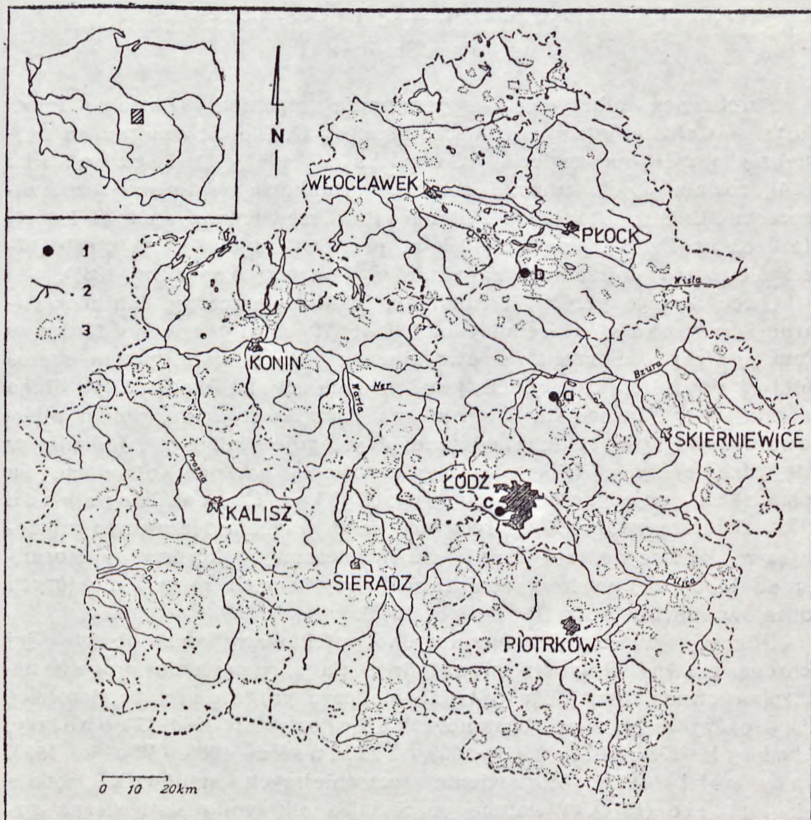 N
WŁOCŁAWEK
PŁOCK
b
Wisła
2
3
KONIN
Warta
Ner
Bzura
a
SKIERNIEWICE
Prosna
ŁÓDŹ
c
KALISZ
SIERADZ
Pilica
PIOTRKÓW
0 10 20km